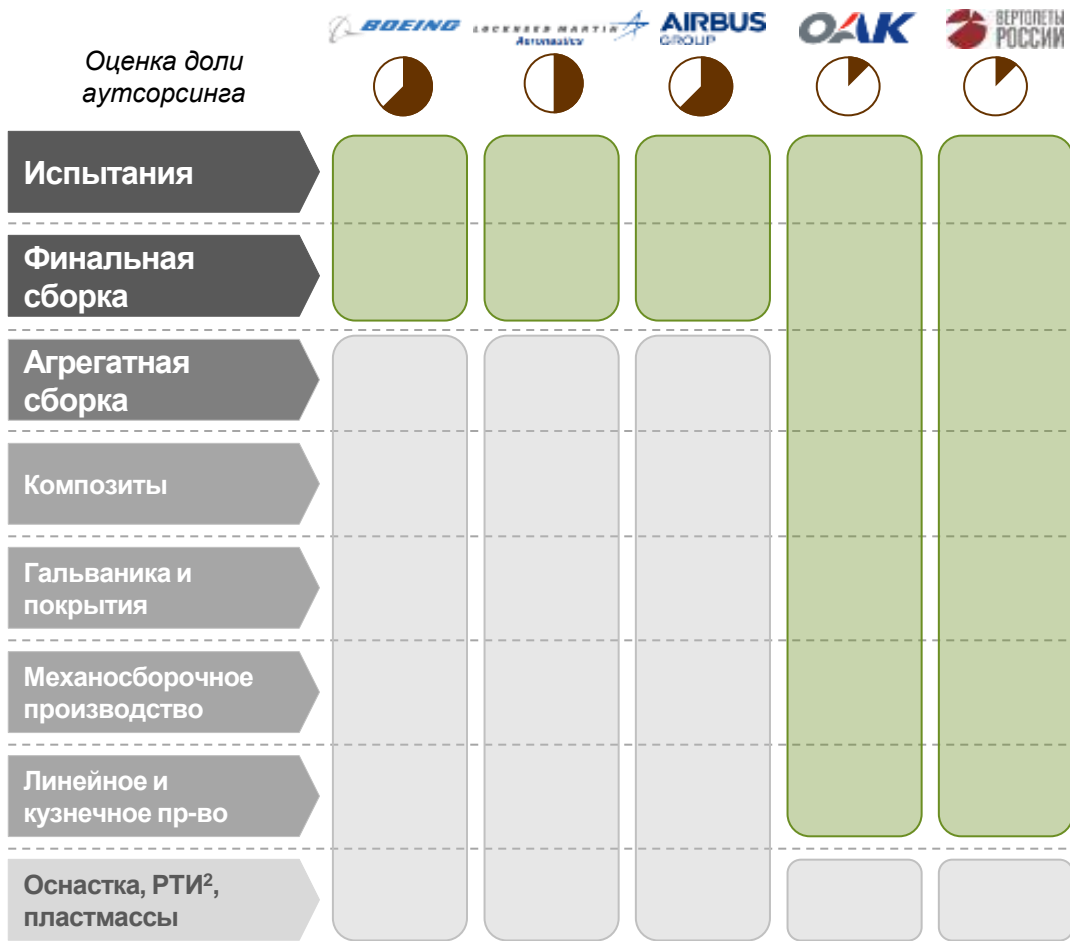 BOEING
LOCKHEED MARTIN
Aeronautics
AIRBUS
GROUP
ОАК
ВЕРТОЛЕТЫ
РОССИИ
Оценка доли
аутсорсинга
Испытания
Финальная
сборка
Агрегатная
сборка
Композиты
Гальваника и
покрытия
Механосборочное
производство
Линейное и
кузнечное пр-во
Оснастка, РТИ²,
пластмассы